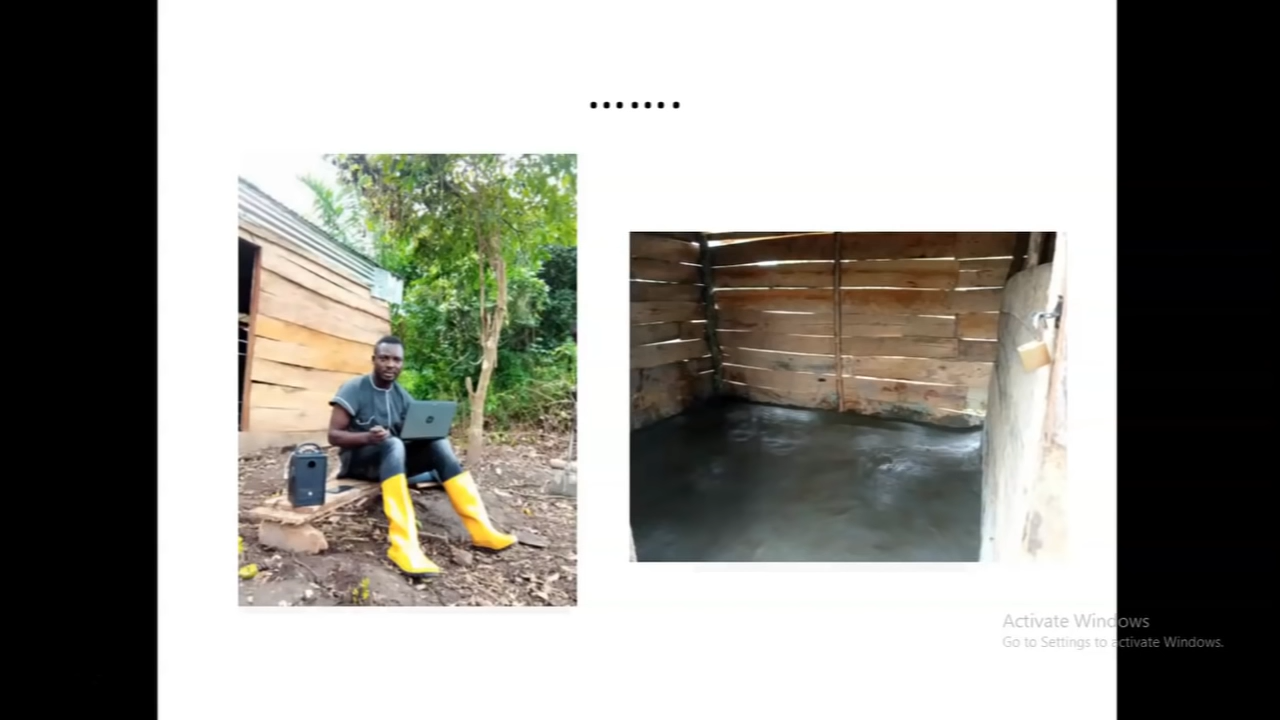 .......
Activate Windows
Go to Settings to activate Windows.